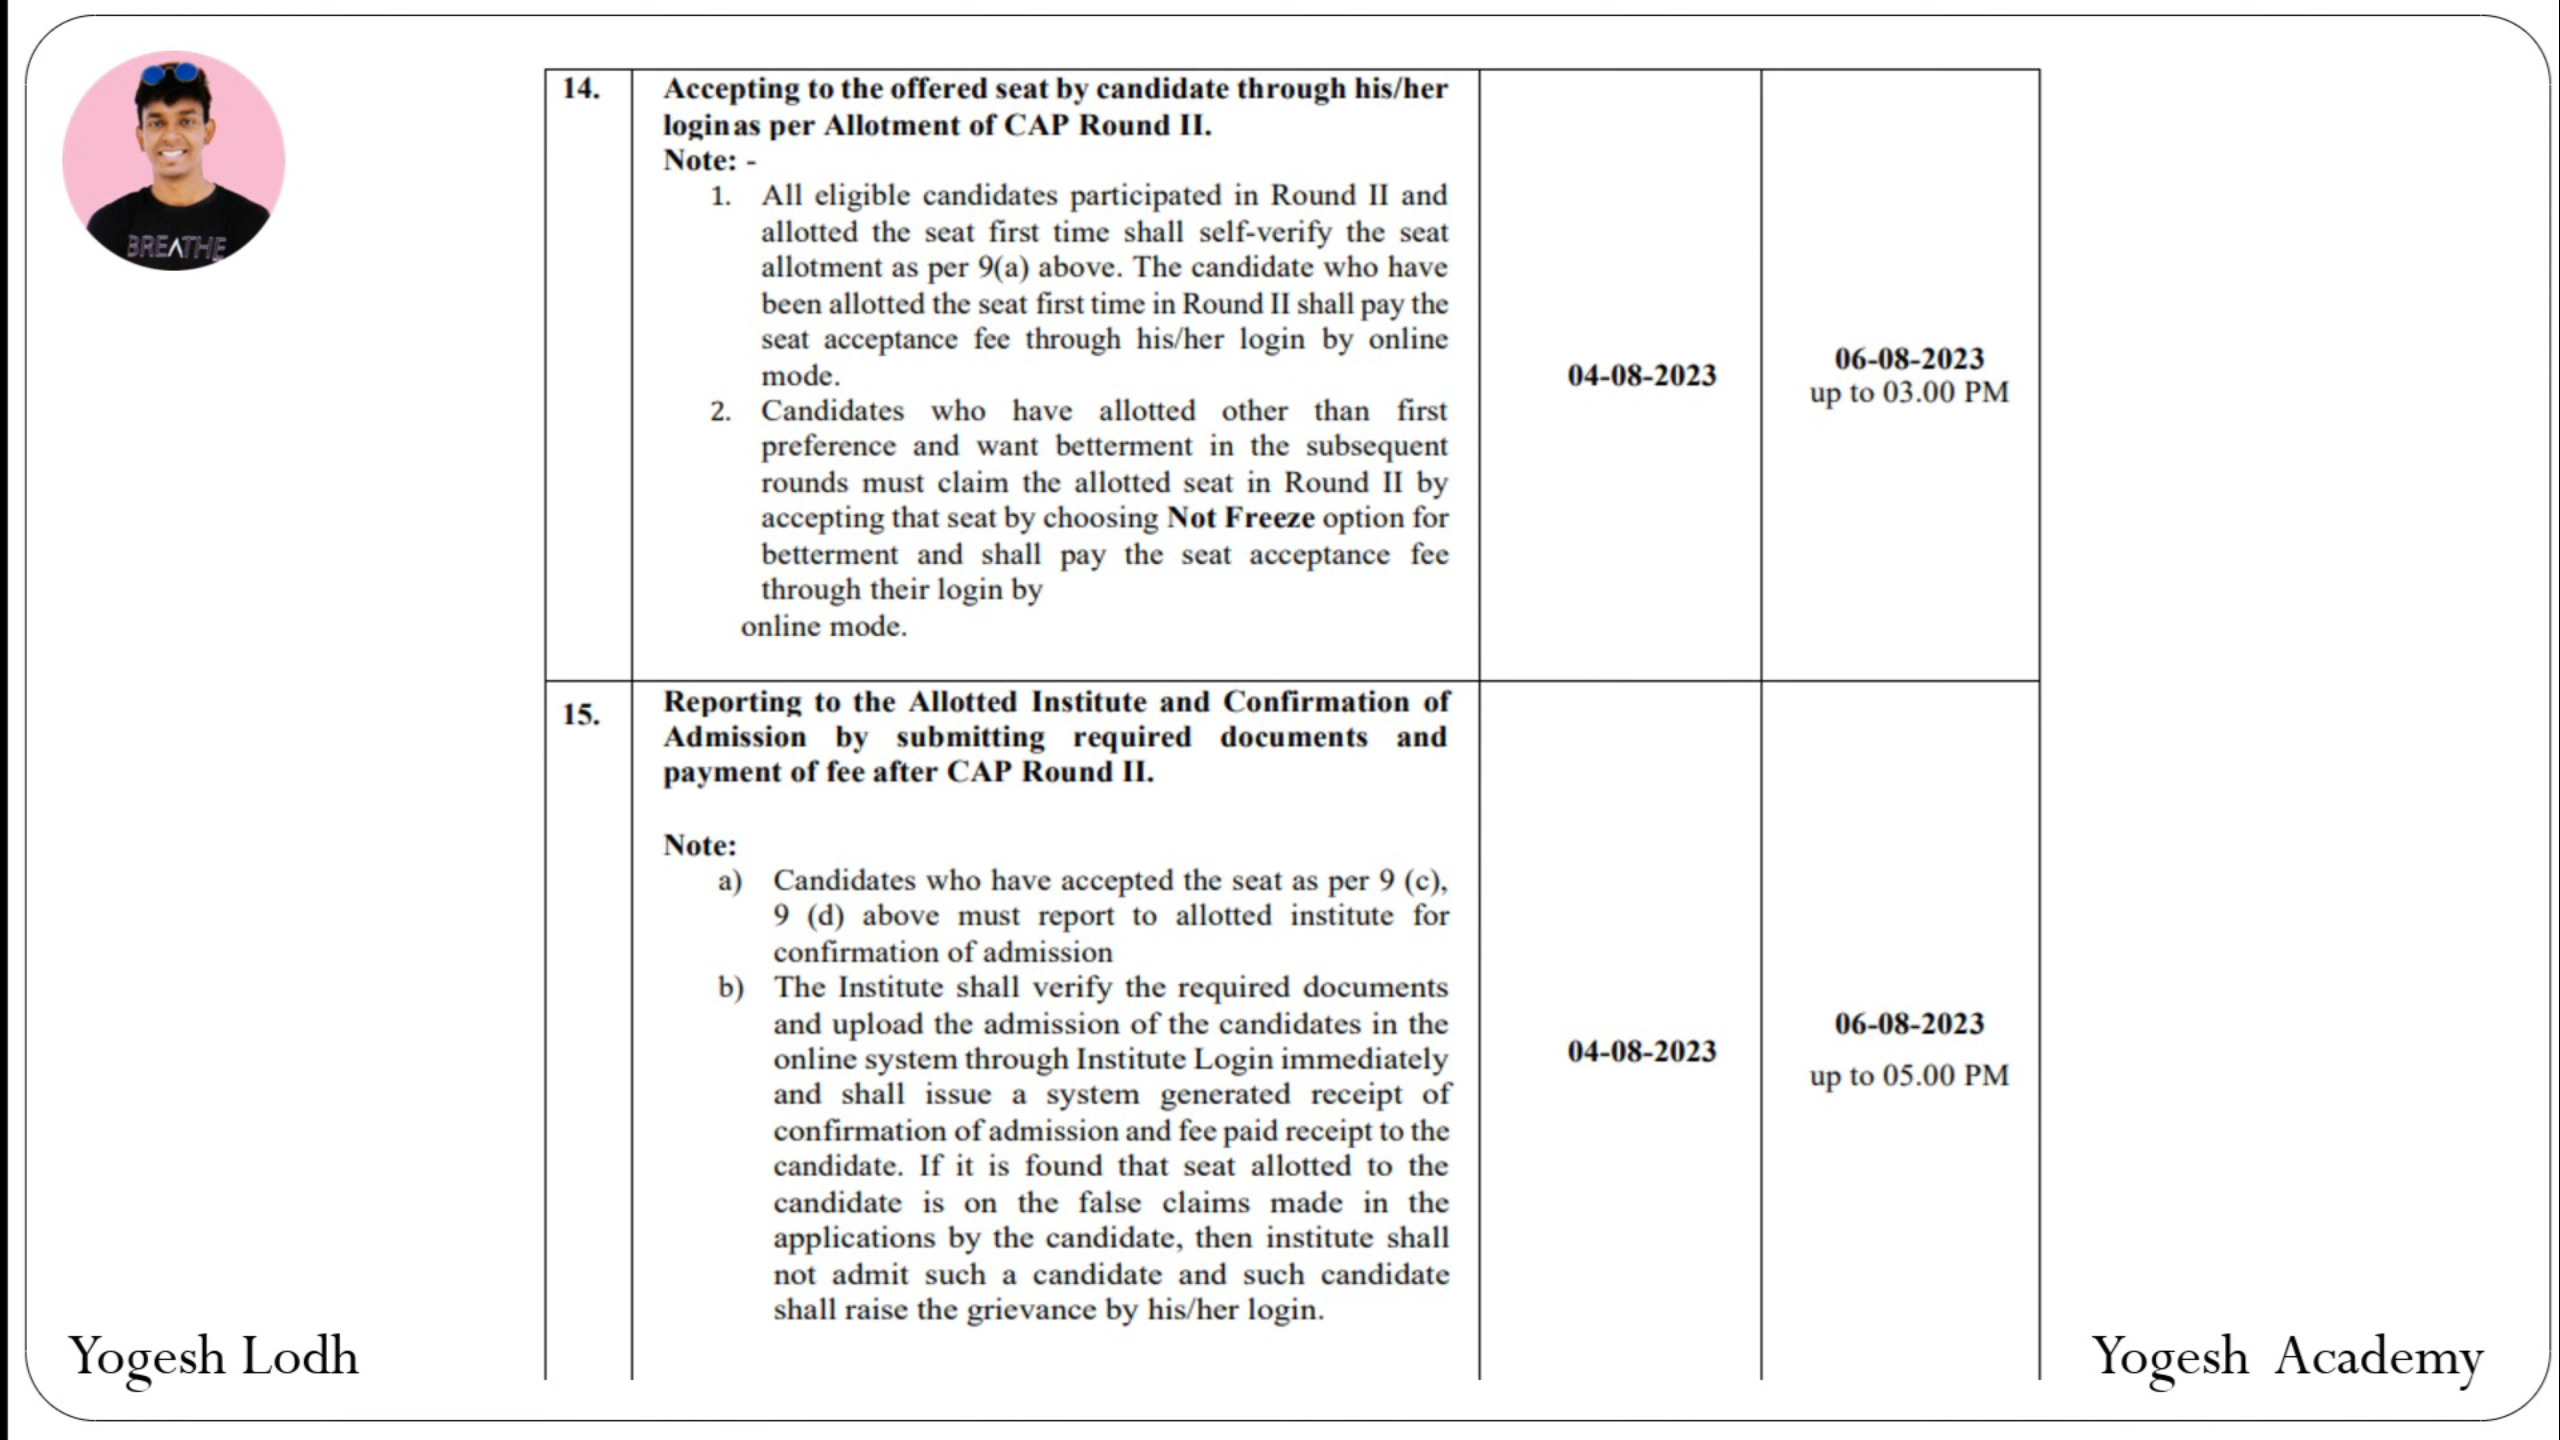 BREATHE
14.
Accepting to the offered seat by candidate through his/her
login as per Allotment of CAP Round II.
Note: -
1. All eligible candidates participated in Round II and
allotted the seat first time shall self-verify the seat
allotment as per 9(a) above. The candidate who have
been allotted the seat first time in Round II shall pay the
seat acceptance fee through his/her login by online
mode.
2. Candidates who have allotted other than first
preference and want betterment in the subsequent
rounds must claim the allotted seat in Round II by
accepting that seat by choosing Not Freeze option for
betterment and shall pay the seat acceptance fee
through their login by
online mode.
04-08-2023
06-08-2023
up to 03.00 PM
15.
Reporting to the Allotted Institute and Confirmation of
Admission by submitting required documents and
payment of fee after CAP Round II.
Note:
a) Candidates who have accepted the seat as per 9 (c),
9 (d) above must report to allotted institute for
confirmation of admission
b) The Institute shall verify the required documents
and upload the admission of the candidates in the
online system through Institute Login immediately
and shall issue a system generated receipt of
confirmation of admission and fee paid receipt to the
candidate. If it is found that seat allotted to the
candidate is on the false claims made in the
applications by the candidate, then institute shall
not admit such a candidate and such candidate
shall raise the grievance by his/her login.
04-08-2023
06-08-2023
up to 05.00 PM
Yogesh Lodh
Yogesh Academy